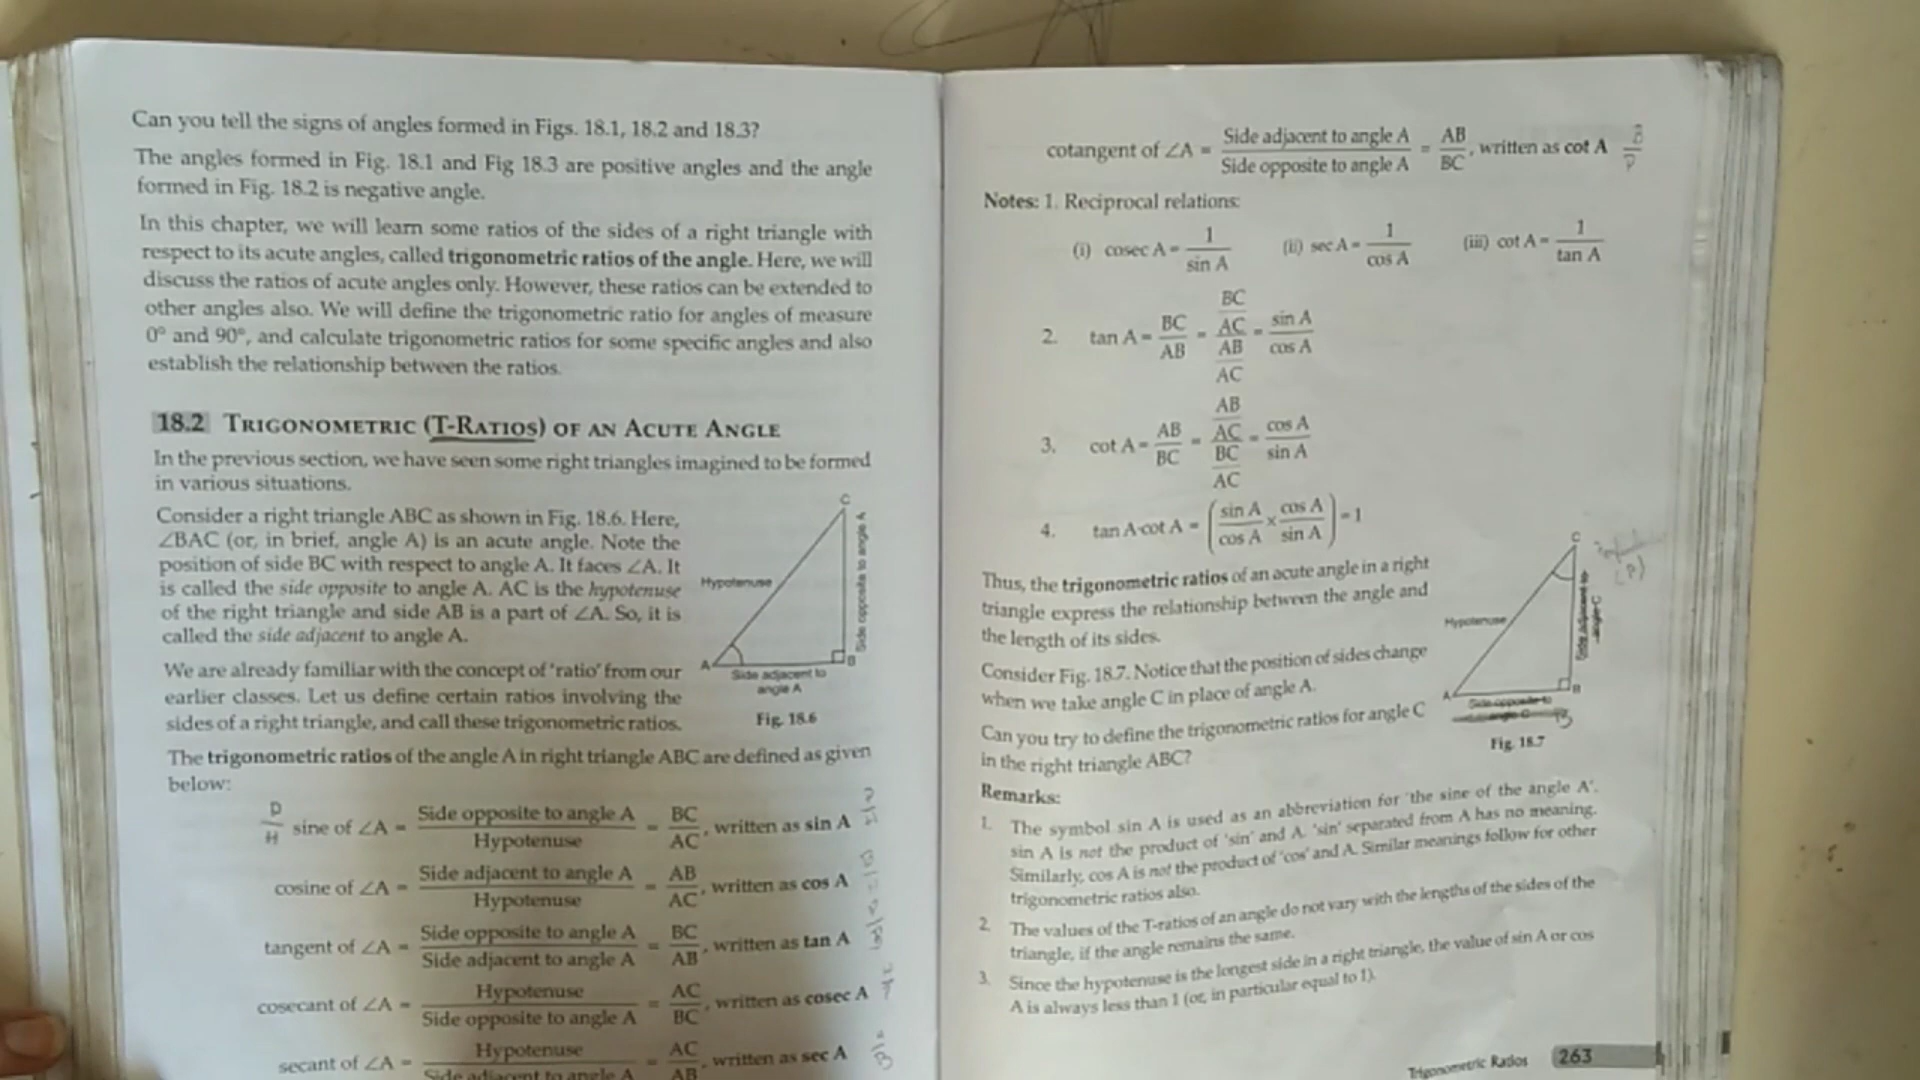 Can you tell the signs of angles formed in Figs. 18.1, 18.2 and 18.3?
The angles formed in Fig. 18.1 and Fig 18.3 are positive angles and the angle
formed in Fig. 18.2 is negative angle.
In this chapter, we will learn some ratios of the sides of a right triangle with
respect to its acute angles, called trigonometric ratios of the angle. Here, we will
discuss the ratios of acute angles only. However, these ratios can be extended to
other angles also. We will define the trigonometric ratio for angles of measure
0° and 90°, and calculate trigonometric ratios for some specific angles and also
establish the relationship between the ratios.
18.2 TRIGONOMETRIC (T-RATIOS) OF AN ACUTE ANGLE
In the previous section, we have seen some right triangles imagined to be formed
in various situations.
Consider a right triangle ABC as shown in Fig. 18.6. Here,
∠BAC (or, in brief, angle A) is an acute angle. Note the
position of side BC with respect to angle A. It faces ∠A. It
is called the side opposite to angle A. AC is the hypotenuse
of the right triangle and side AB is a part of ∠A. So, it is
called the side adjacent to angle A.
We are already familiar with the concept of 'ratio' from our
earlier classes. Let us define certain ratios involving the
sides of a right triangle, and call these trigonometric ratios.
C
Hypotenuse
Side opposite to angle A
A
B
Side adjacent to
angle A
Fig. 18.6
The trigonometric ratios of the angle A in right triangle ABC are defined as given
below:
sine of ∠A = Side opposite to angle A / Hypotenuse = BC / AC, written as sin A
cosine of ∠A = Side adjacent to angle A / Hypotenuse = AB / AC, written as cos A
tangent of ∠A = Side opposite to angle A / Side adjacent to angle A = BC / AB, written as tan A
cosecant of ∠A = Hypotenuse / Side opposite to angle A = AC / BC, written as cosec A
secant of ∠A = Hypotenuse / Side adjacent to angle A = AC / AB, written as sec A
cotangent of ∠A = Side adjacent to angle A / Side opposite to angle A = AB / BC, written as cot A B / P
Notes: 1. Reciprocal relations:
(i) cosec A = 1 / sin A (ii) sec A = 1 / cos A (iii) cot A = 1 / tan A
2. tan A = BC / AB = (BC / AC) / (AB / AC) = sin A / cos A
3. cot A = AB / BC = (AB / AC) / (BC / AC) = cos A / sin A
4. tan A·cot A = (sin A / cos A × cos A / sin A) = 1
Thus, the trigonometric ratios of an acute angle in a right
triangle express the relationship between the angle and
the length of its sides.
Consider Fig. 18.7. Notice that the position of sides change
when we take angle C in place of angle A.
Can you try to define the trigonometric ratios for angle C
in the right triangle ABC?
C
(P)
Hypotenuse
Side adjacent to
angle C
A
B
Side opposite to
angle C
B
Fig. 18.7
Remarks:
1. The symbol sin A is used as an abbreviation for 'the sine of the angle A'.
sin A is not the product of 'sin' and A. 'sin' separated from A has no meaning.
Similarly, cos A is not the product of 'cos' and A. Similar meanings follow for other
trigonometric ratios also.
2. The values of the T-ratios of an angle do not vary with the lengths of the sides of the
triangle, if the angle remains the same.
3. Since the hypotenuse is the longest side in a right triangle, the value of sin A or cos
A is always less than 1 (or, in particular equal to 1).
Trigonometric Ratios 263